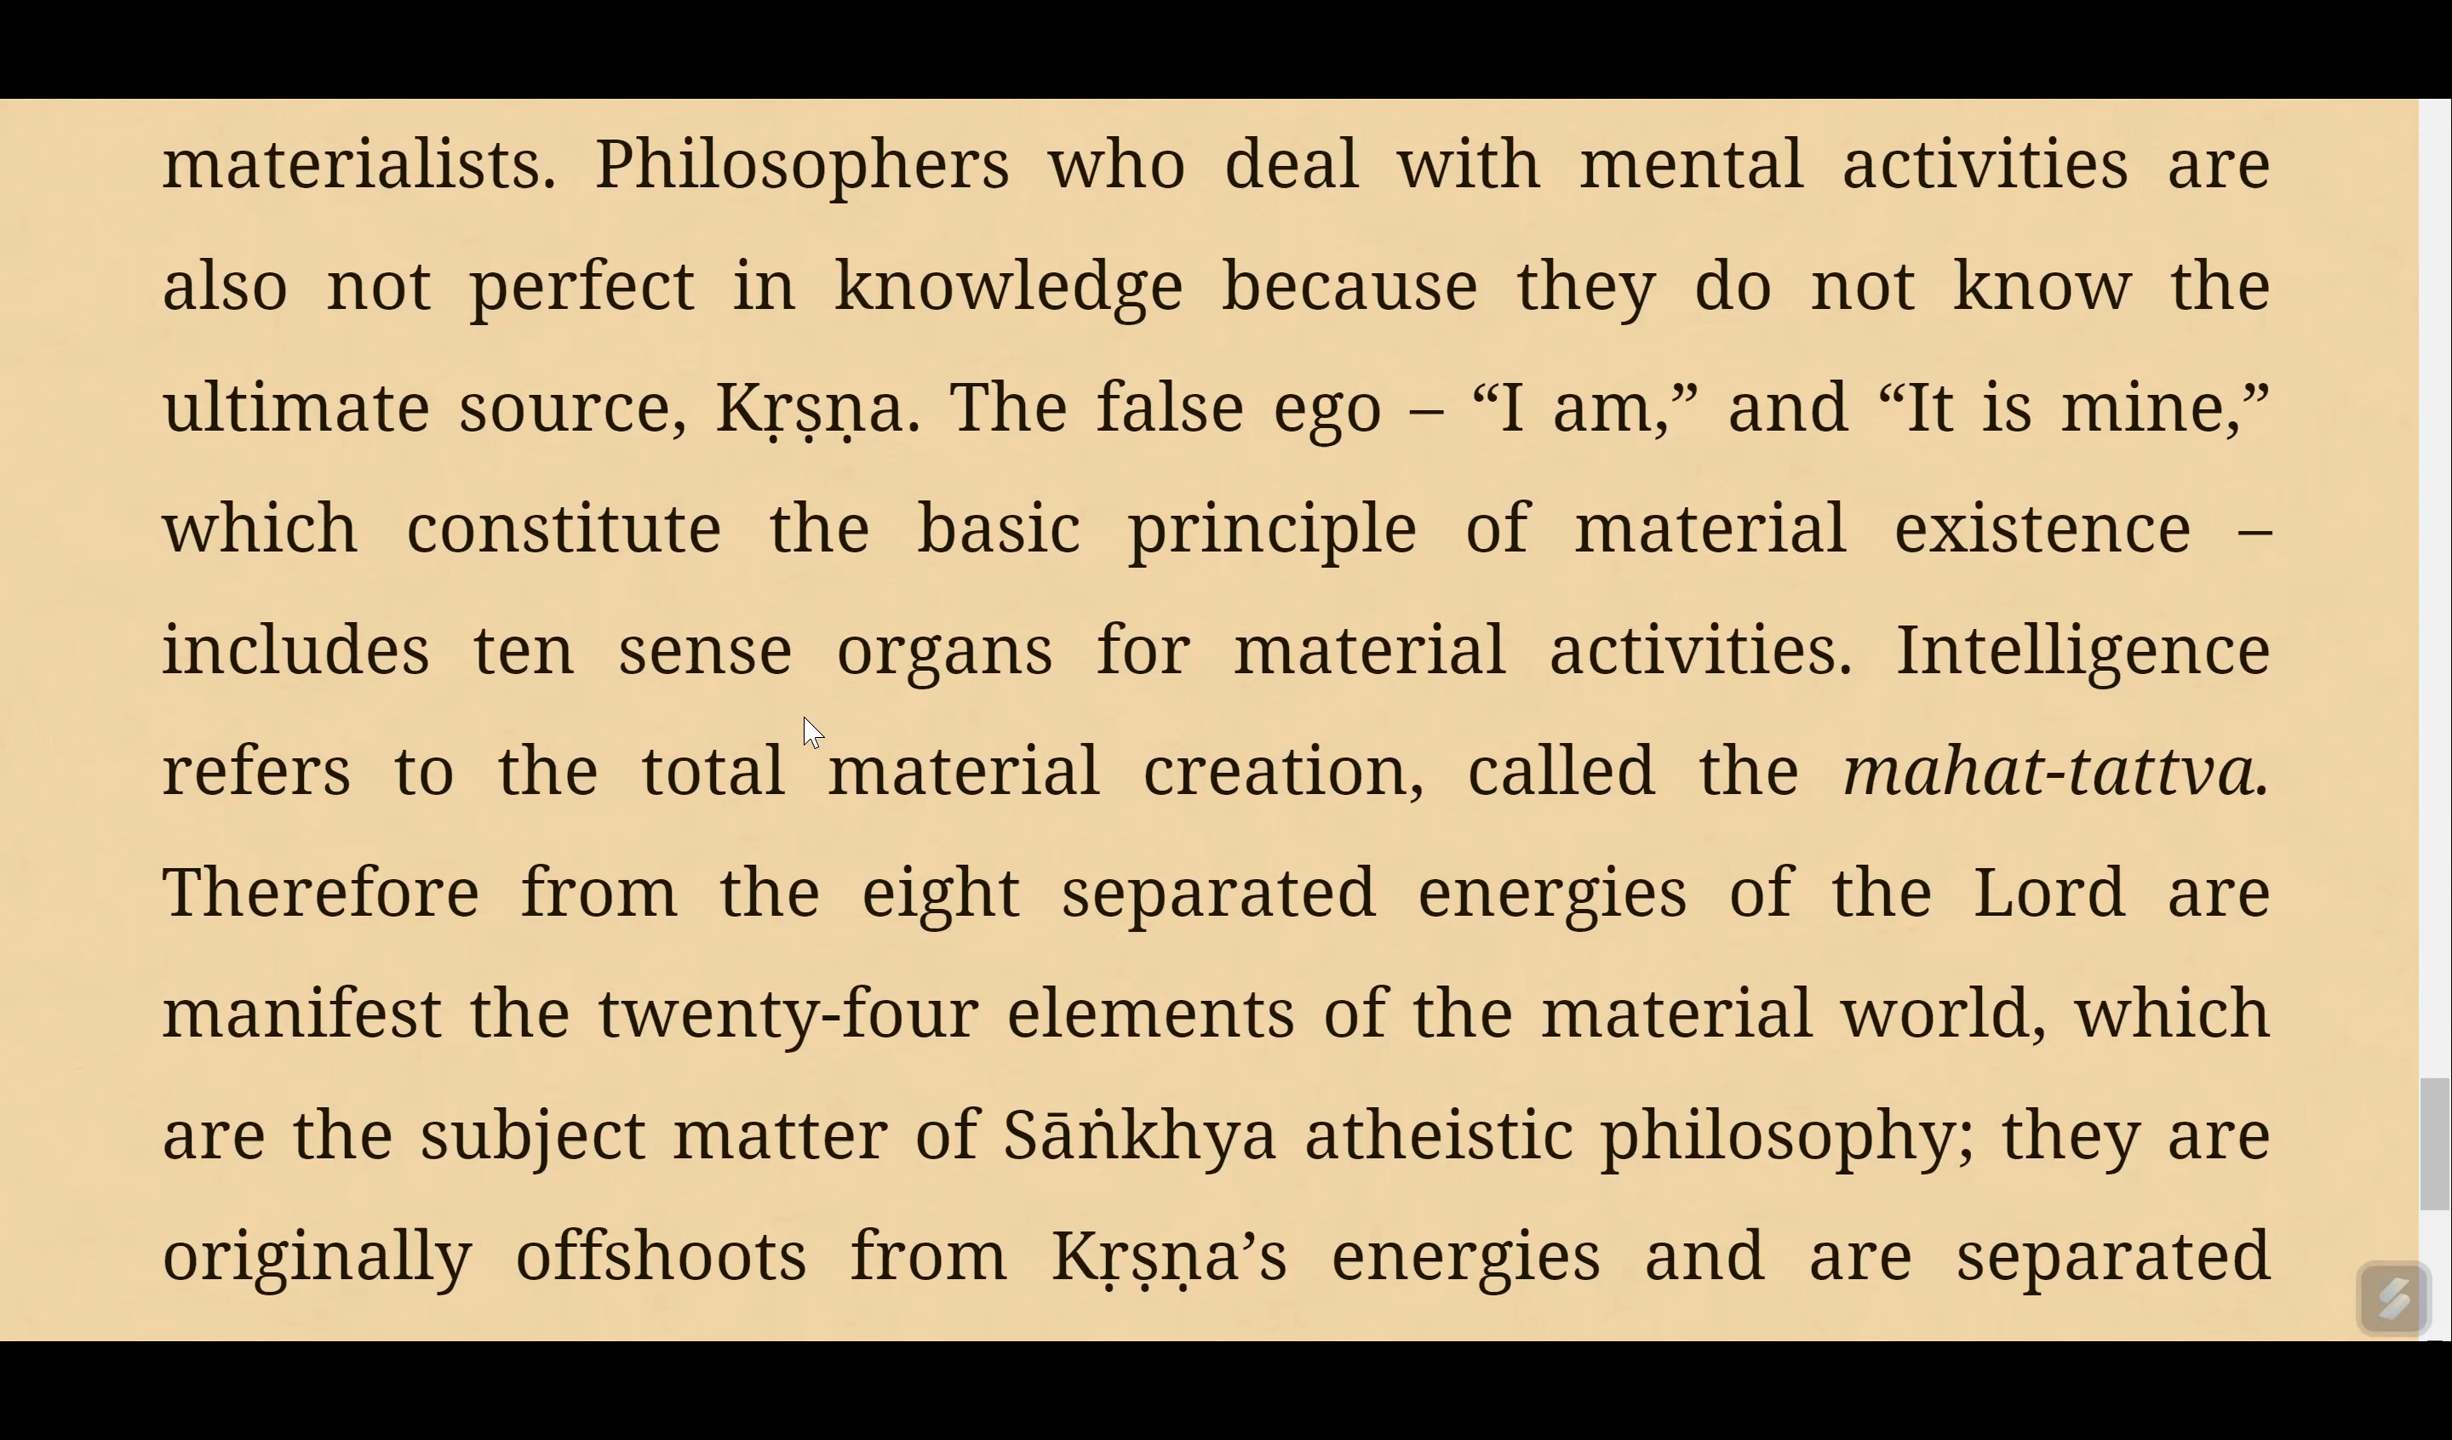 materialists. Philosophers who deal with mental activities are
also not perfect in knowledge because they do not know the
ultimate source, Kṛṣṇa. The false ego – “I am,” and “It is mine,”
which constitute the basic principle of material existence –
includes ten sense organs for material activities. Intelligence
refers to the total material creation, called the mahat-tattva.
Therefore from the eight separated energies of the Lord are
manifest the twenty-four elements of the material world, which
are the subject matter of Sāṅkhya atheistic philosophy; they are
originally offshoots from Kṛṣṇa’s energies and are separated